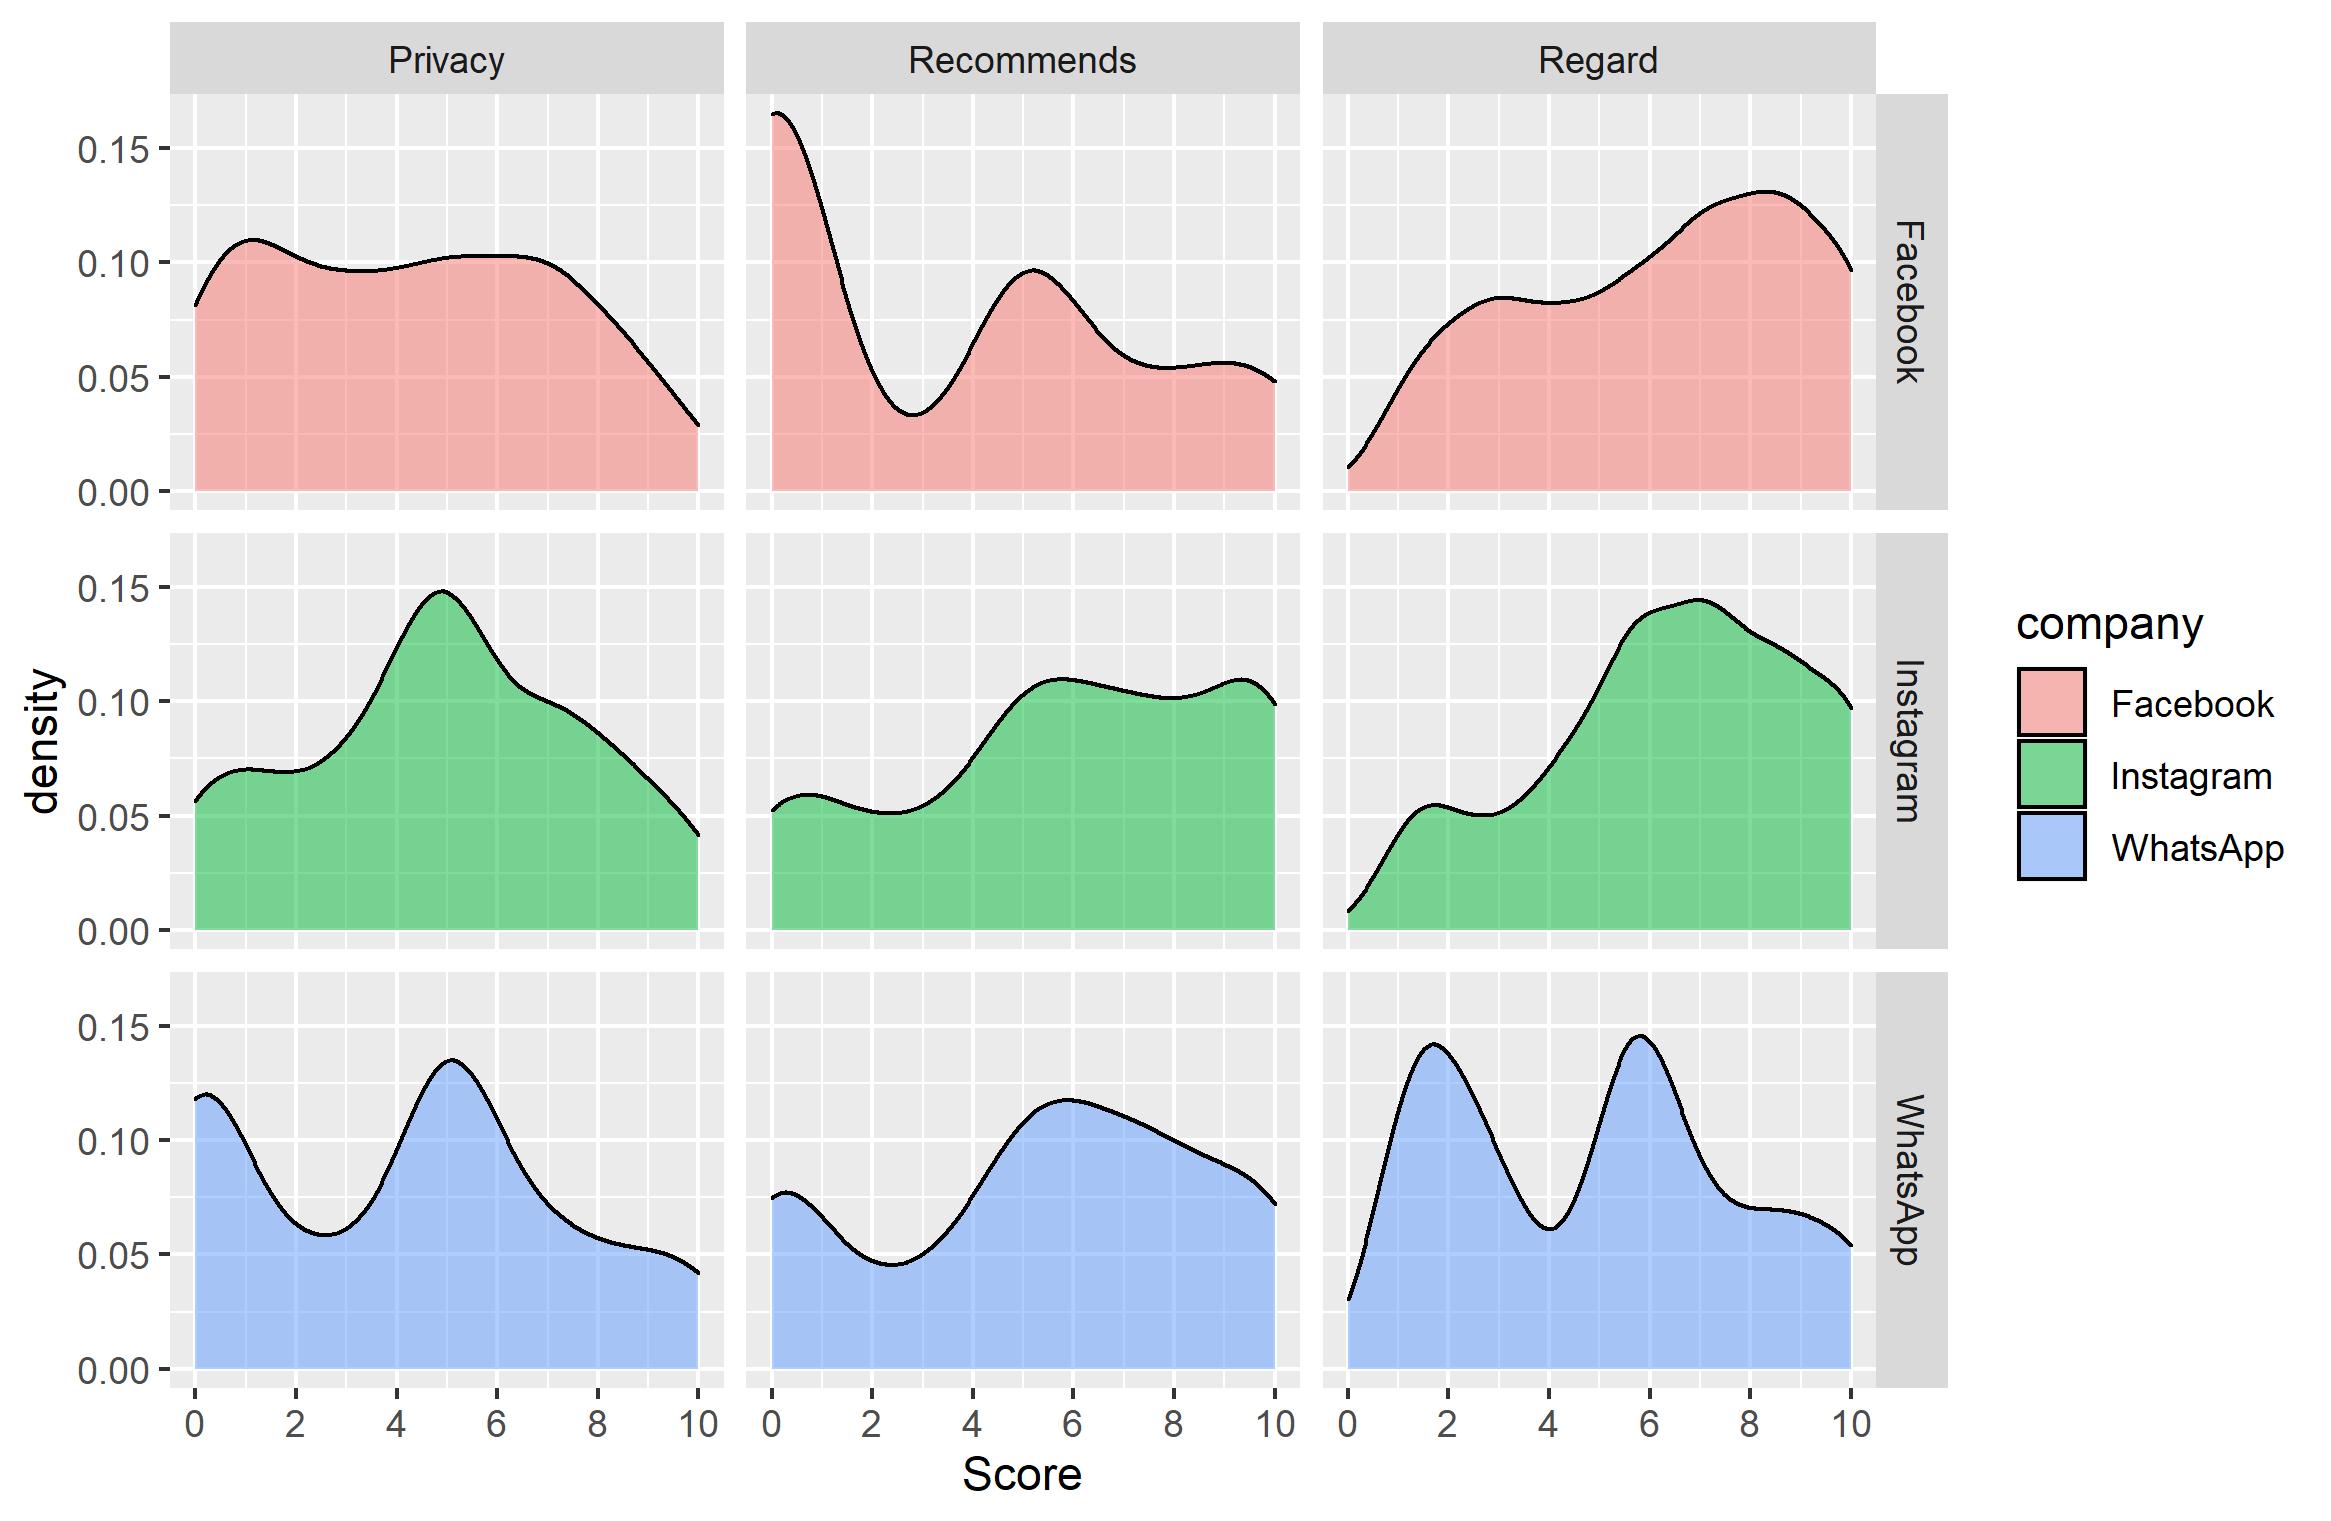 Privacy Recommends Regard
0.15
0.10
0.05
0.00
Facebook
0.15
0.10
0.05
0.00
Instagram
0.15
0.10
0.05
0.00
WhatsApp
0 2 4 6 8 10 0 2 4 6 8 10 0 2 4 6 8 10
Score
density
company
Facebook
Instagram
WhatsApp